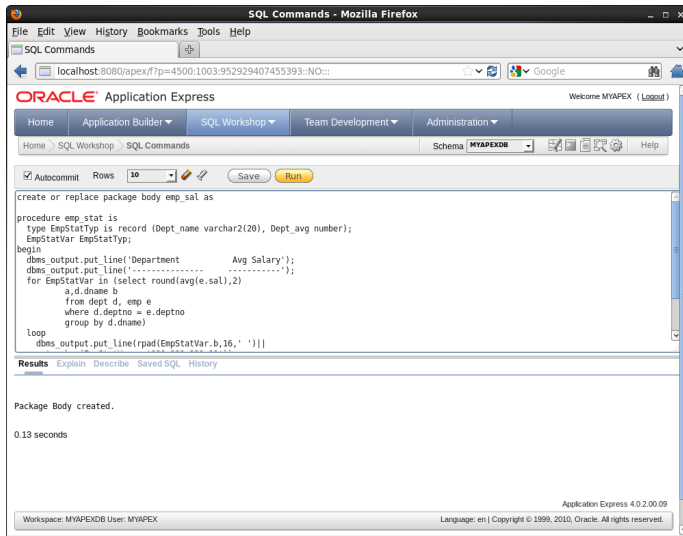 SQL Commands - Mozilla Firefox
File Edit View History Bookmarks Tools Help
SQL Commands
localhost:8080/apex/f?p=4500:1003:952929407455393::NO:::
Google
ORACLE Application Express
Welcome MYAPEX ( Logout )
Home Application Builder SQL Workshop Team Development Administration
Home SQL Workshop SQL Commands
Schema MYAPEXDB Help
Autocommit Rows 10 Save Run
create or replace package body emp_sal as
procedure emp_stat is
type EmpStatTyp is record (Dept_name varchar2(20), Dept_avg number);
EmpStatVar EmpStatTyp;
begin
dbms_output.put_line('Department Avg Salary');
dbms_output.put_line('--------------- -----------');
for EmpStatVar in (select round(avg(e.sal),2)
a,d.dname b
from dept d, emp e
where d.deptno = e.deptno
group by d.dname)
loop
dbms_output.put_line(rpad(EmpStatVar.b,16,' ')||
Results Explain Describe Saved SQL History
Package Body created.
0.13 seconds
Application Express 4.0.2.00.09
Workspace: MYAPEXDB User: MYAPEX
Language: en | Copyright © 1999, 2010, Oracle. All rights reserved.